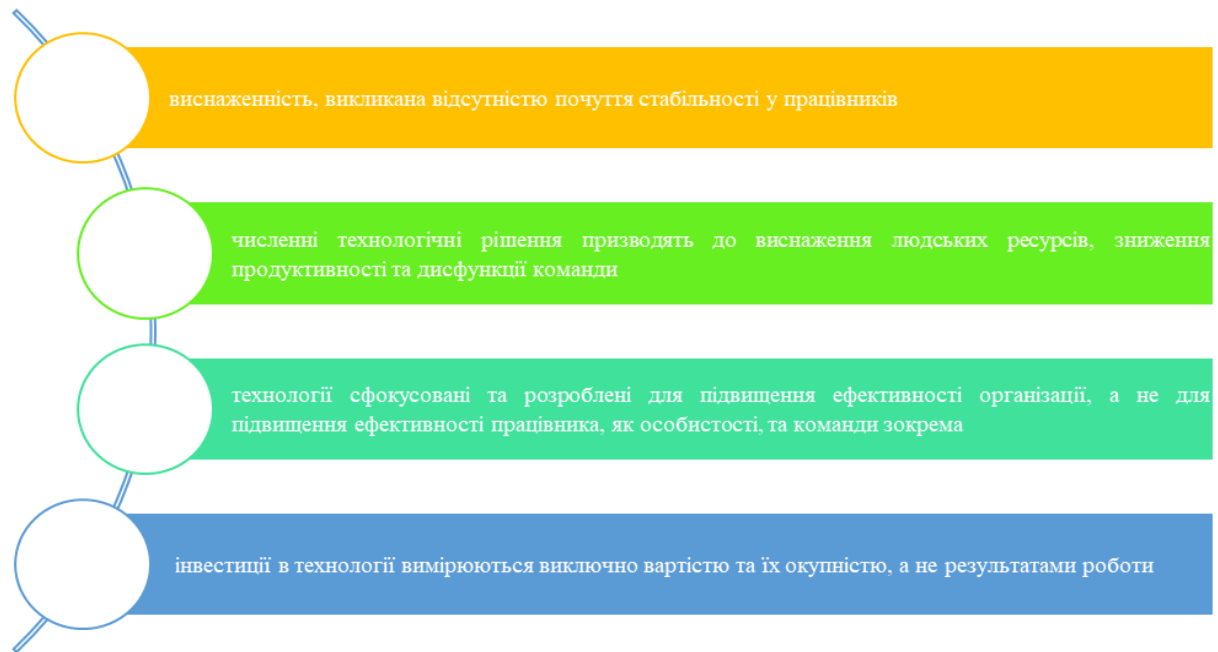 виснаженність, викликана відсутністю почуття стабільності у працівників
численні технологічні рішення призводять до виснаження людських ресурсів, зниження
продуктивності та дисфункції команди
технології сфокусовані та розроблені для підвищення ефективності організації, а не для
підвищення ефективності працівника, як особистості, та команди зокрема
інвестиції в технології вимірюються виключно вартістю та їх окупністю, а не результатами роботи